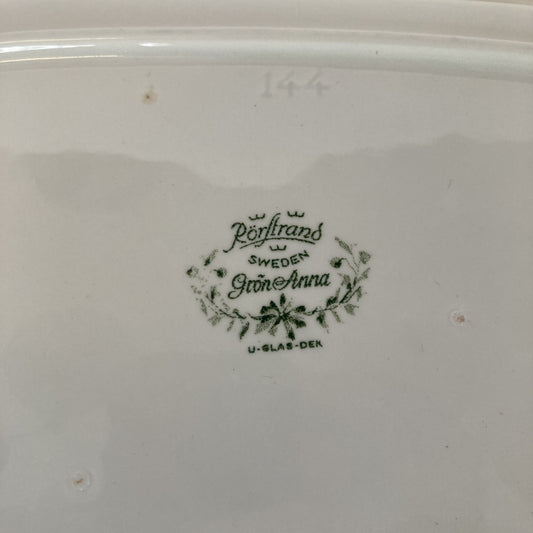 144
Rörstrand
SWEDEN
Grön Anna
U-GLAS-DEK